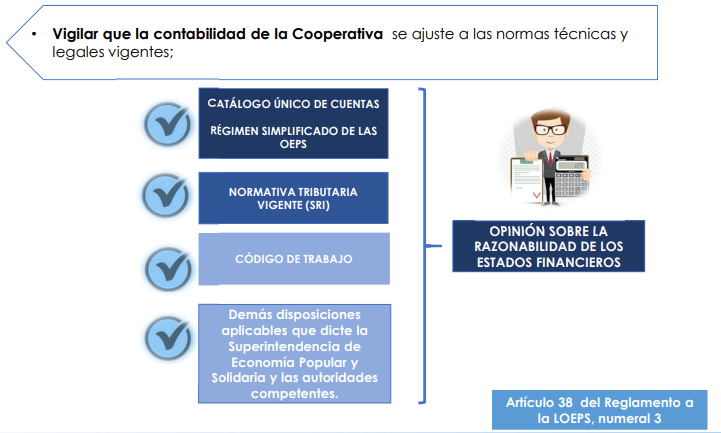 • Vigilar que la contabilidad de la Cooperativa se ajuste a las normas técnicas y
legales vigentes;
CATÁLOGO ÚNICO DE CUENTAS
RÉGIMEN SIMPLIFICADO DE LAS
OEPS
NORMATIVA TRIBUTARIA
VIGENTE (SRI)
CÓDIGO DE TRABAJO
Demás disposiciones
aplicables que dicte la
Superintendencia de
Economía Popular y
Solidaria y las autoridades
competentes.
OPINIÓN SOBRE LA
RAZONABILIDAD DE LOS
ESTADOS FINANCIEROS
Artículo 38 del Reglamento a
la LOEPS, numeral 3